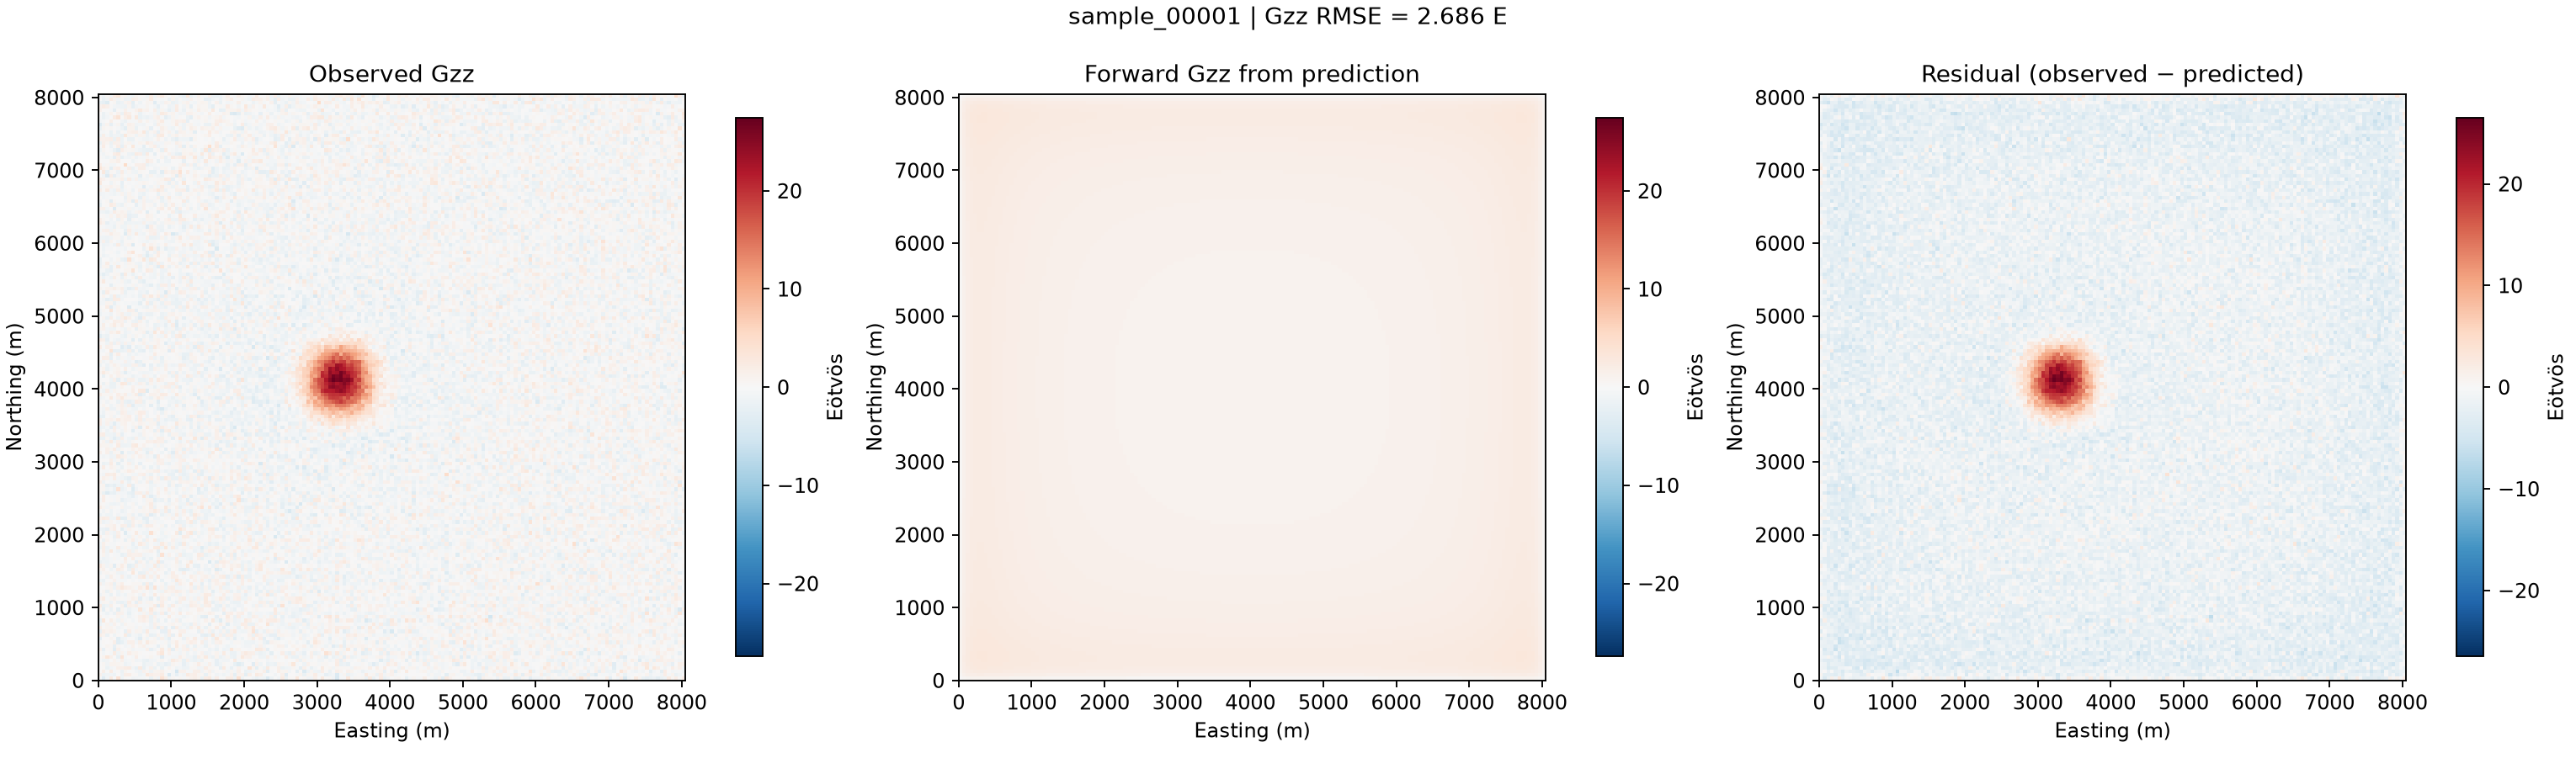 sample_00001 | Gzz RMSE = 2.686 E
Observed Gzz
8000
7000
6000
5000
4000
3000
2000
1000
0
Northing (m)
0 1000 2000 3000 4000 5000 6000 7000 8000
Easting (m)
20
10
0
−10
−20
Eötvös
Forward Gzz from prediction
8000
7000
6000
5000
4000
3000
2000
1000
0
Northing (m)
0 1000 2000 3000 4000 5000 6000 7000 8000
Easting (m)
20
10
0
−10
−20
Eötvös
Residual (observed − predicted)
8000
7000
6000
5000
4000
3000
2000
1000
0
Northing (m)
0 1000 2000 3000 4000 5000 6000 7000 8000
Easting (m)
20
10
0
−10
−20
Eötvös